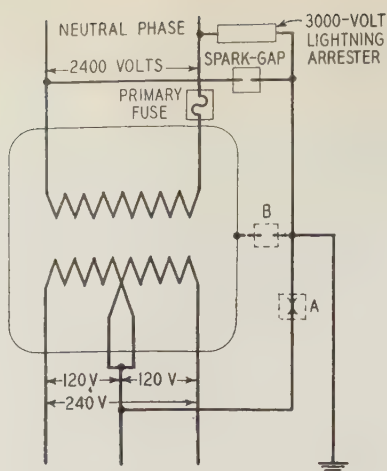 NEUTRAL PHASE
3000-VOLT
LIGHTNING
ARRESTER
2400 VOLTS
SPARK-GAP
PRIMARY
FUSE
B
A
120 V
120 V
240 V